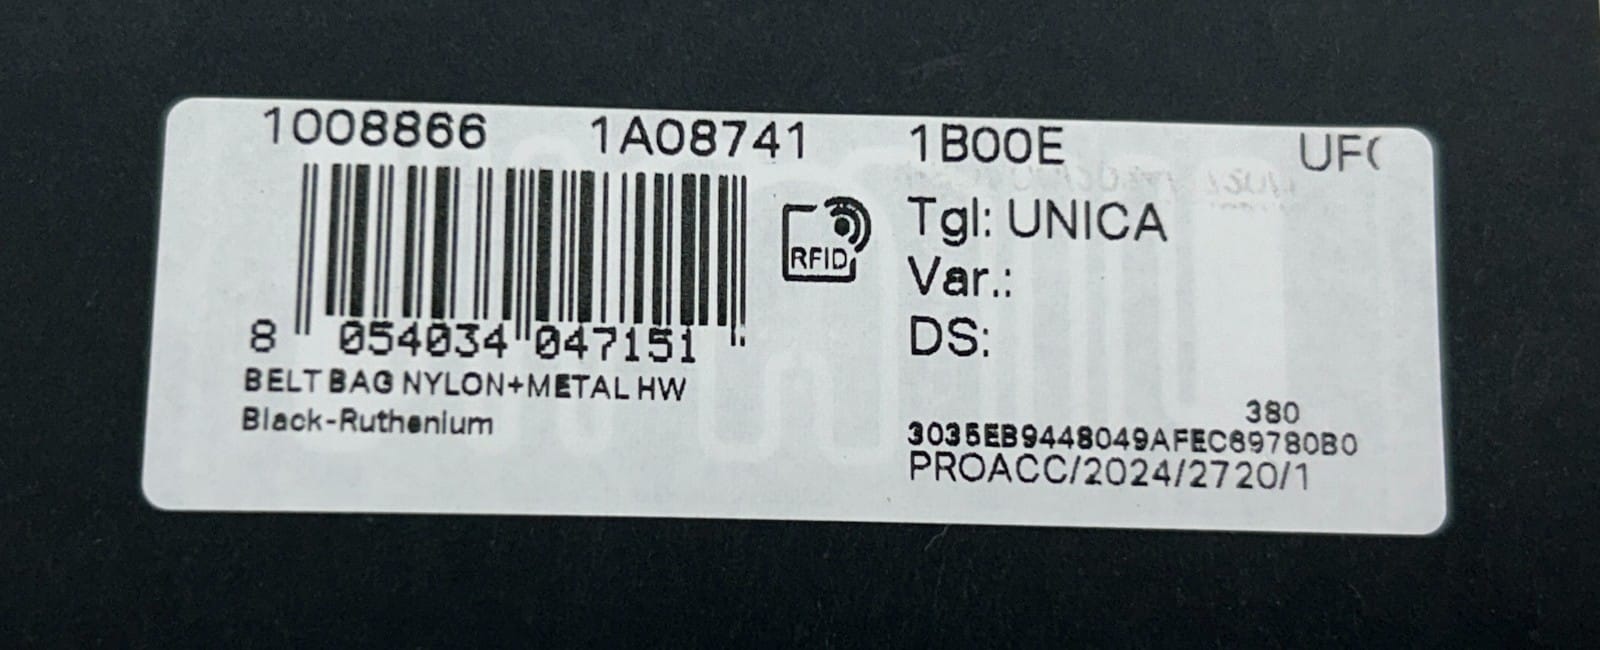 1008866 1A08741 1B00E UF(
RFID
Tgl: UNICA
Var.:
DS:
8 054034 047151
BELT BAG NYLON+METAL HW
Black-Ruthenium
380
3035EB9448049AFEC69780B0
PROACC/2024/2720/1